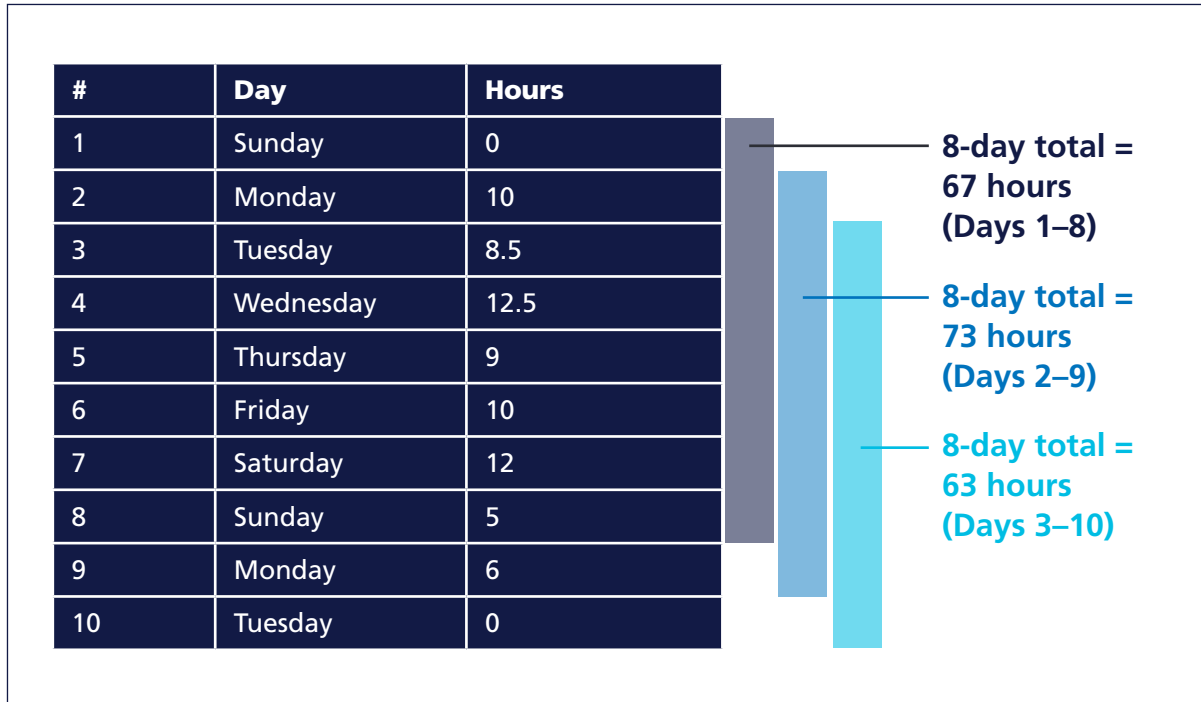 # Day Hours
1 Sunday 0
2 Monday 10
3 Tuesday 8.5
4 Wednesday 12.5
5 Thursday 9
6 Friday 10
7 Saturday 12
8 Sunday 5
9 Monday 6
10 Tuesday 0
8-day total =
67 hours
(Days 1–8)
8-day total =
73 hours
(Days 2–9)
8-day total =
63 hours
(Days 3–10)